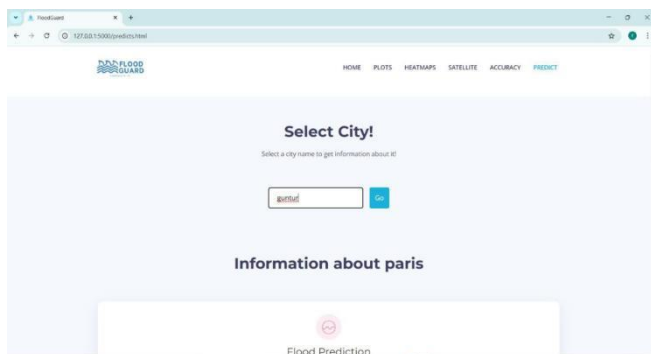 FloodGuard
127.0.0.1:5000/predicts.html
FLOOD
GUARD
HOME PLOTS HEATMAPS SATELLITE ACCURACY PREDICT
Select City!
Select a city name to get information about it!
guntur
Go
Information about paris
Flood Prediction